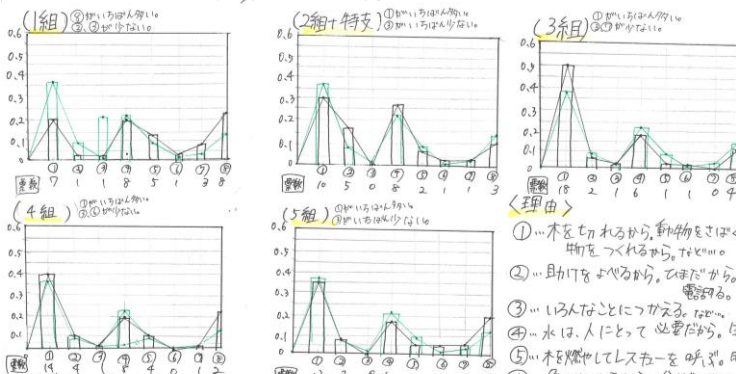 (1組) ④がいちばん多い。
②,③が少ない。
0.6
0.5
0.4
0.3
0.2
0.1
0
① ② ③ ④ ⑤ ⑥ ⑦ ⑧
票数 7 1 1 8 5 1 3 8
(2組+特支) ①がいちばん多い。
③がいちばん少ない。
0.6
0.5
0.4
0.3
0.2
0.1
0
① ② ③ ④ ⑤ ⑥ ⑦ ⑧
票数 10 5 0 8 2 1 1
(3組) ①がいちばん多い。
③⑦が少ない。
0.6
0.5
0.4
0.3
0.2
0.1
0
① ② ③ ④ ⑤ ⑥ ⑦
票数 18 2 1 6 1 1 0 4
(4組) ①がいちばん多い。
0.6
0.5
0.4
0.3
0.2
0.1
① ② ③ ④ ⑤ ⑥ ⑦ ⑧
票数 14 4 1 8 4 0 1 2
(5組) ①がいちばん多い。
がいちばん少ない。
0.6
0.5
0.4
0.3
0.2
0.1
0
① ② ③ ④ ⑤ ⑥ ⑦ ⑧
票数
<理由>
①…木を切れるから。動物をさばく
物をつくれるから。など…。
②…助けをよべるから。ひまだから。
電話する。
③…いろんなことにつかえる。など…。
④…水は、人にとって必要だから。
⑤…木を燃やしてレスキューを呼ぶ。